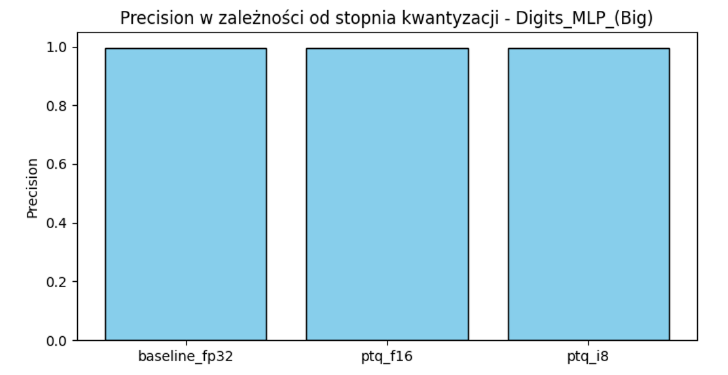 Precision w zależności od stopnia kwantyzacji - Digits_MLP_(Big)
Precision
1.0
0.8
0.6
0.4
0.2
0.0
baseline_fp32 ptq_f16 ptq_i8